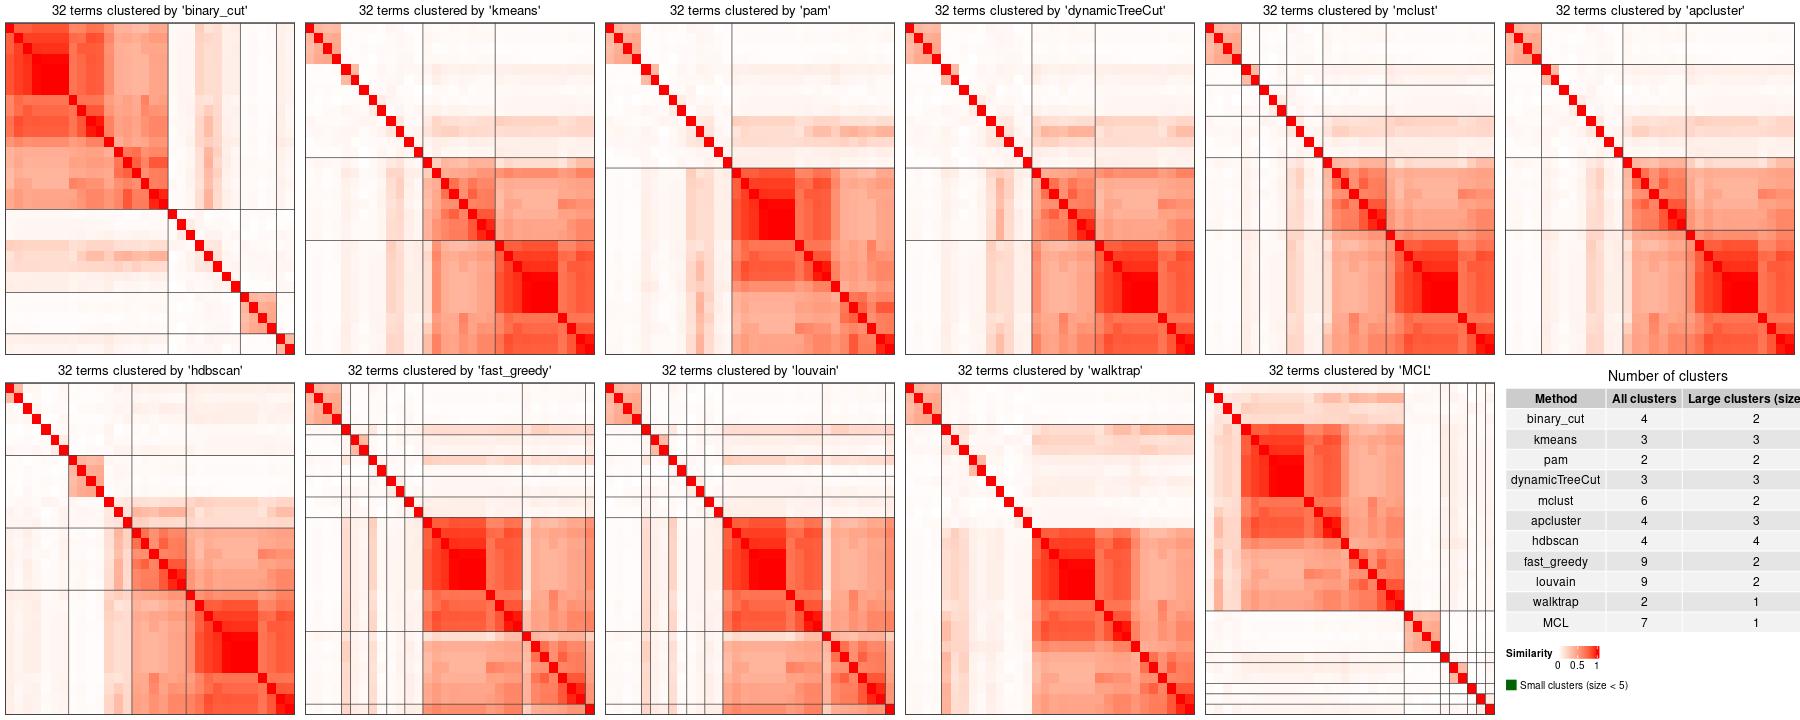 32 terms clustered by 'binary_cut'
32 terms clustered by 'kmeans'
32 terms clustered by 'pam'
32 terms clustered by 'dynamicTreeCut'
32 terms clustered by 'mclust'
32 terms clustered by 'apcluster'
32 terms clustered by 'hdbscan'
32 terms clustered by 'fast_greedy'
32 terms clustered by 'louvain'
32 terms clustered by 'walktrap'
32 terms clustered by 'MCL'
Number of clusters
Method All clusters Large clusters (size
binary_cut 4 2
kmeans 3 3
pam 2 2
dynamicTreeCut 3 3
mclust 6 2
apcluster 4 3
hdbscan 4 4
fast_greedy 9 2
louvain 9 2
walktrap 2 1
MCL 7 1
Similarity
0 0.5 1
Small clusters (size < 5)